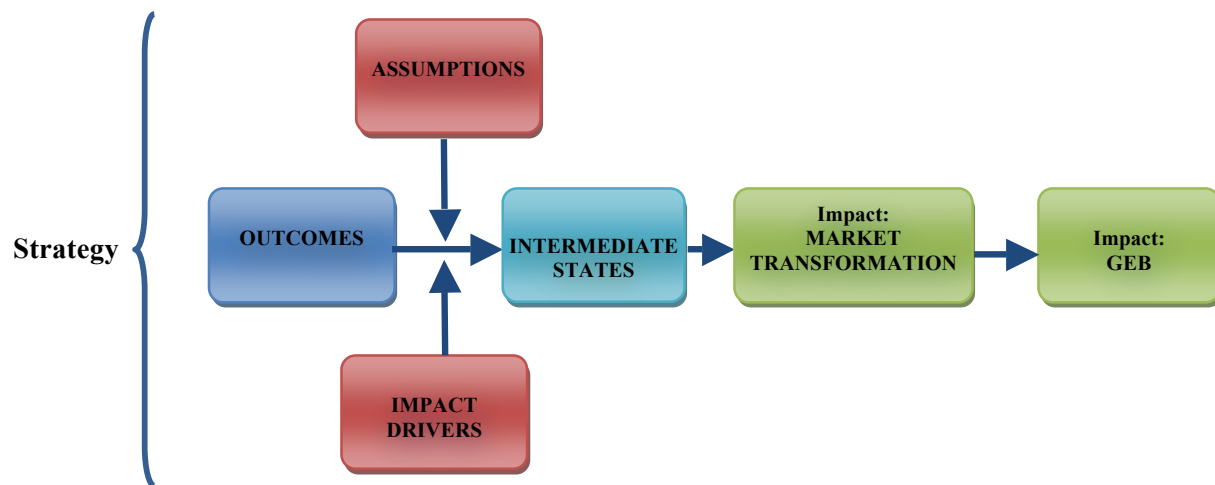 Strategy
ASSUMPTIONS
OUTCOMES
INTERMEDIATE
STATES
Impact:
MARKET
TRANSFORMATION
Impact:
GEB
IMPACT
DRIVERS